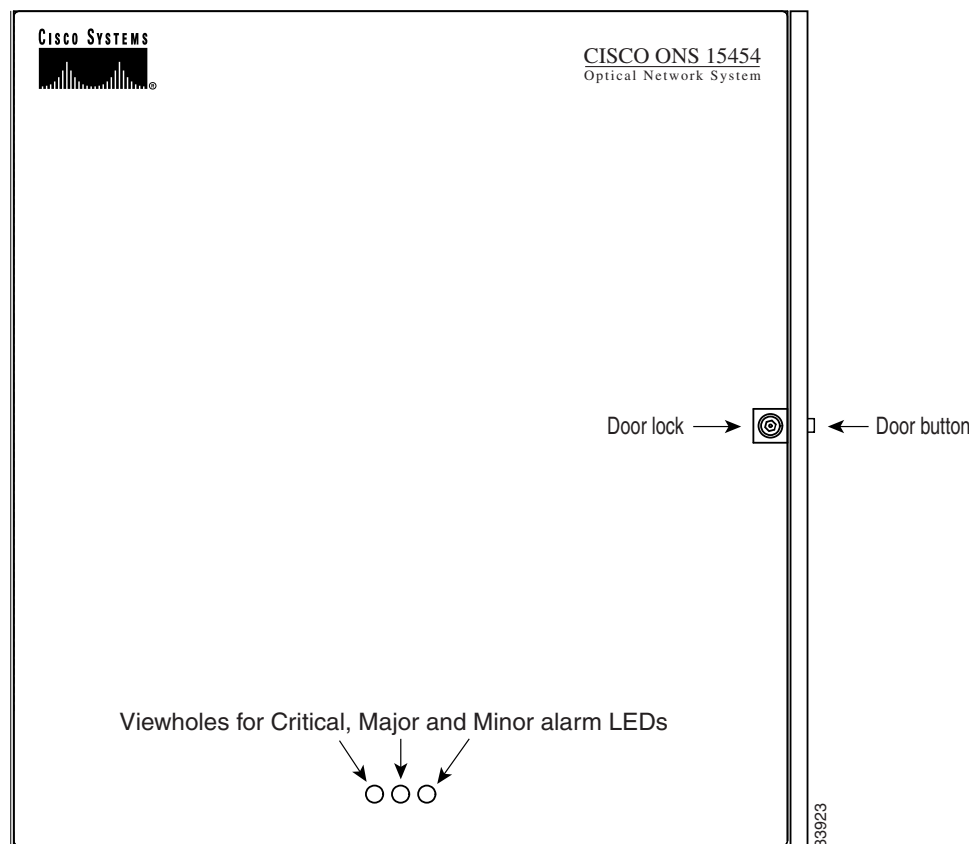 CISCO SYSTEMS
®
CISCO ONS 15454
Optical Network System
Door lock
Door button
Viewholes for Critical, Major and Minor alarm LEDs
33923